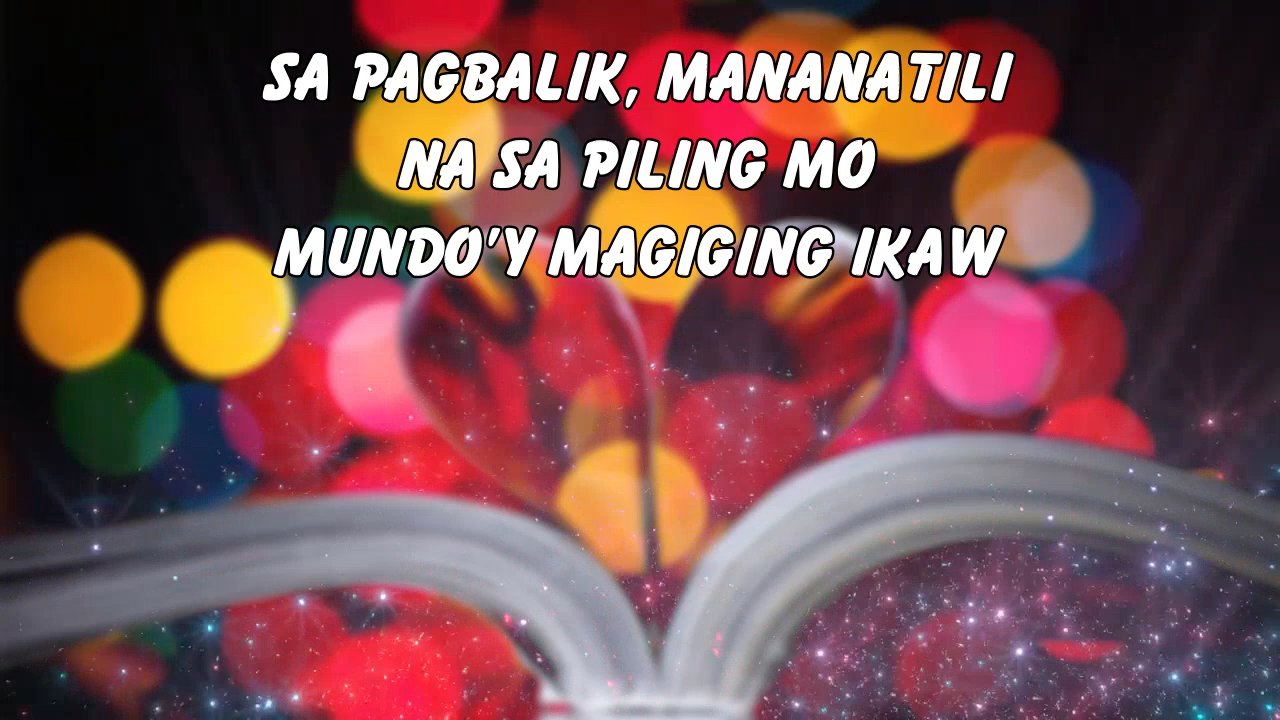 SA PAGBALIK, MANANATILI
NA SA PILING MO
MUNDO'Y MAGIGING IKAW